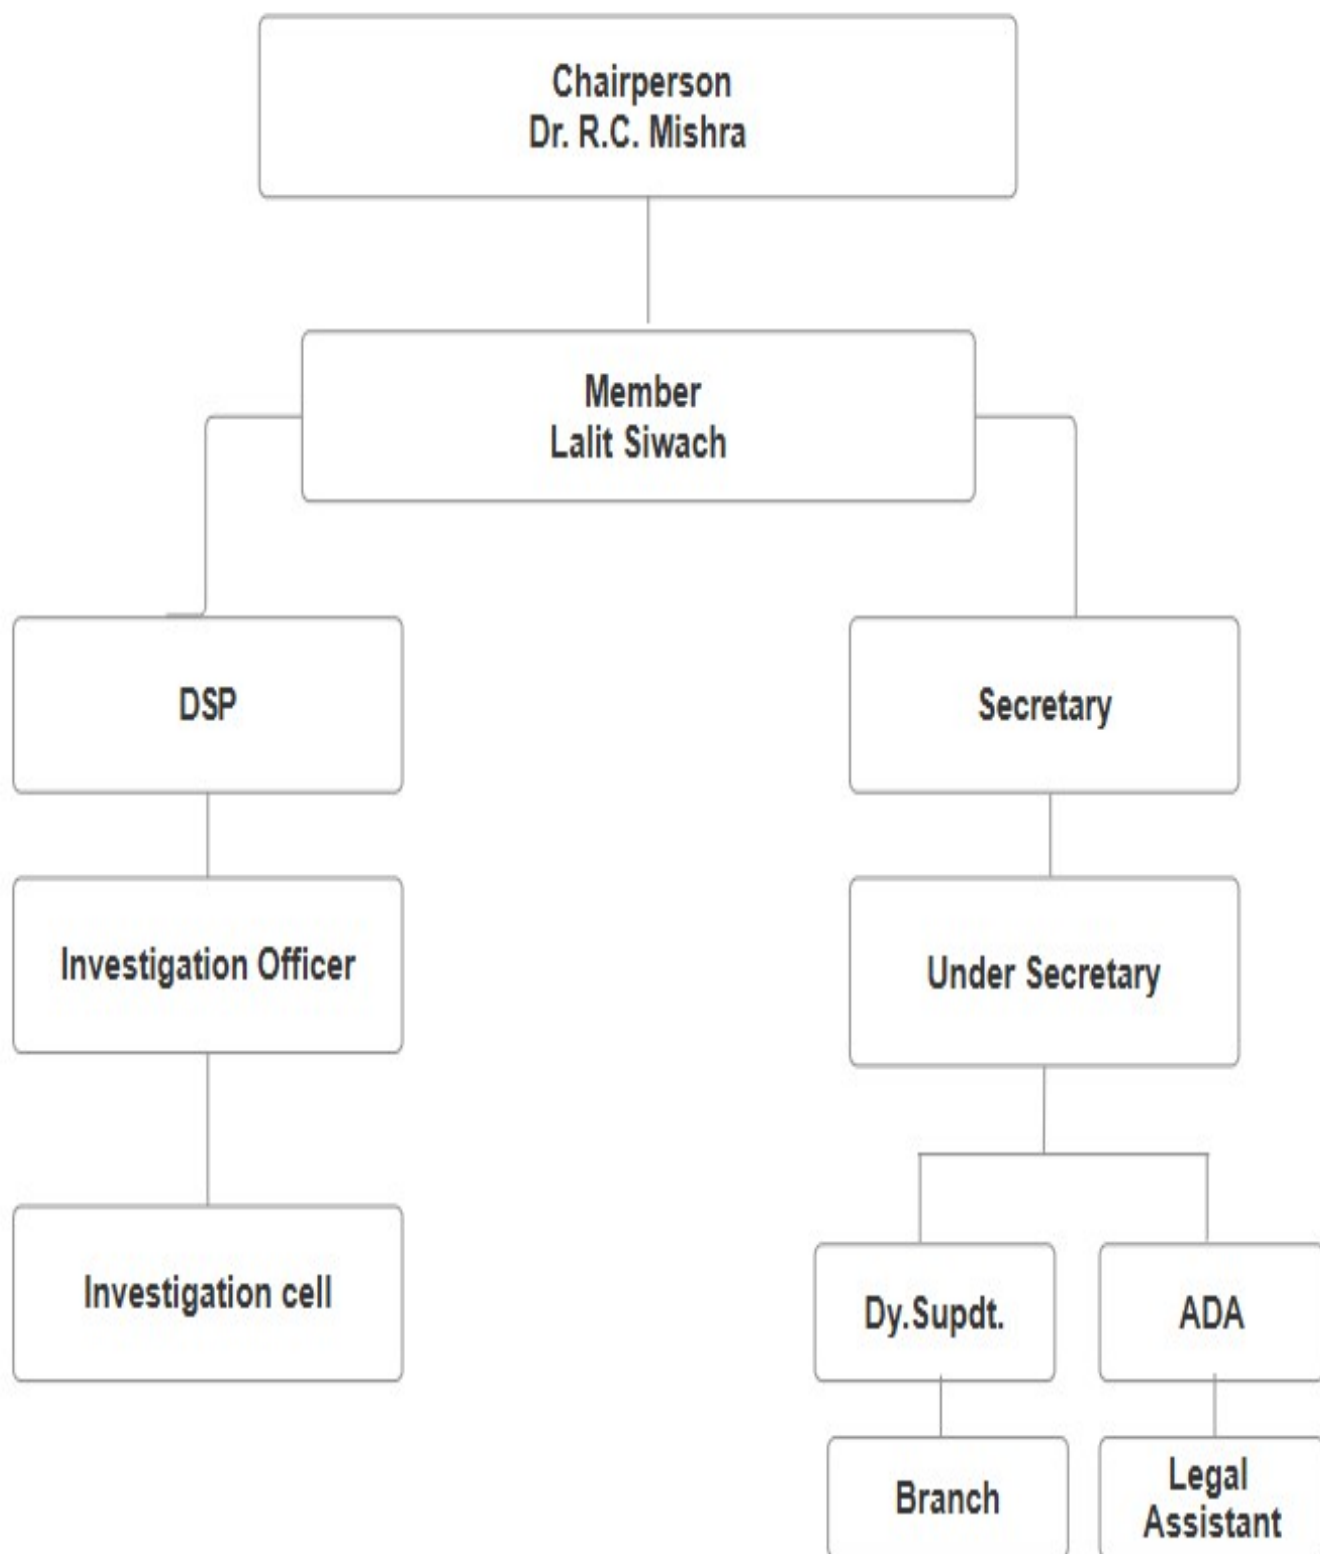 Chairperson
Dr. R.C. Mishra
Member
Lalit Siwach
DSP
Secretary
Investigation Officer
Under Secretary
Investigation cell
Dy.Supdt.
ADA
Branch
Legal
Assistant